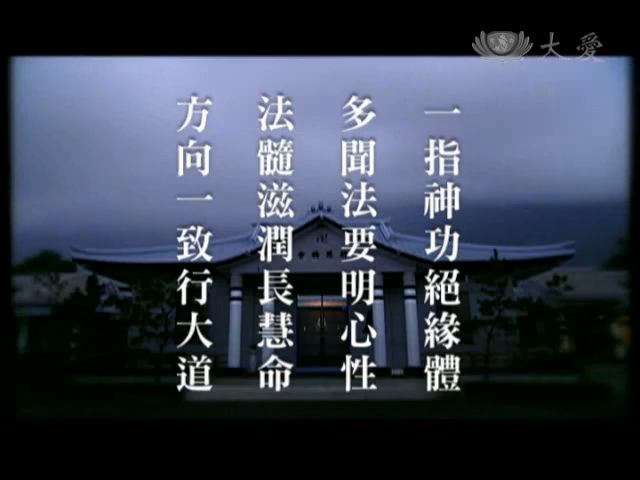 大愛
一指神功絕緣體
多聞法要明心性
法髓滋潤長慧命
方向一致行大道